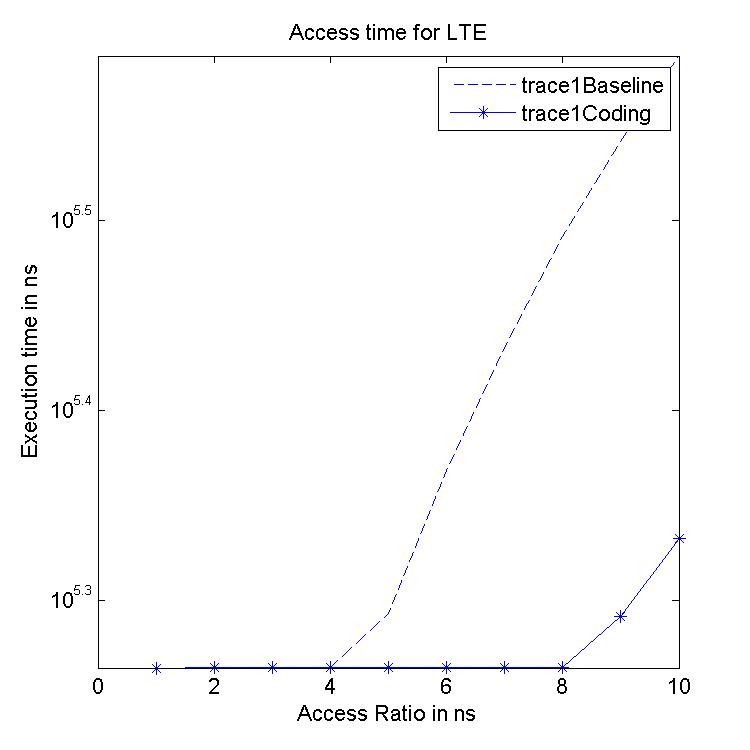 Access time for LTE
trace1Baseline
trace1Coding
10^5.5
10^5.4
10^5.3
Execution time in ns
0 2 4 6 8 10
Access Ratio in ns